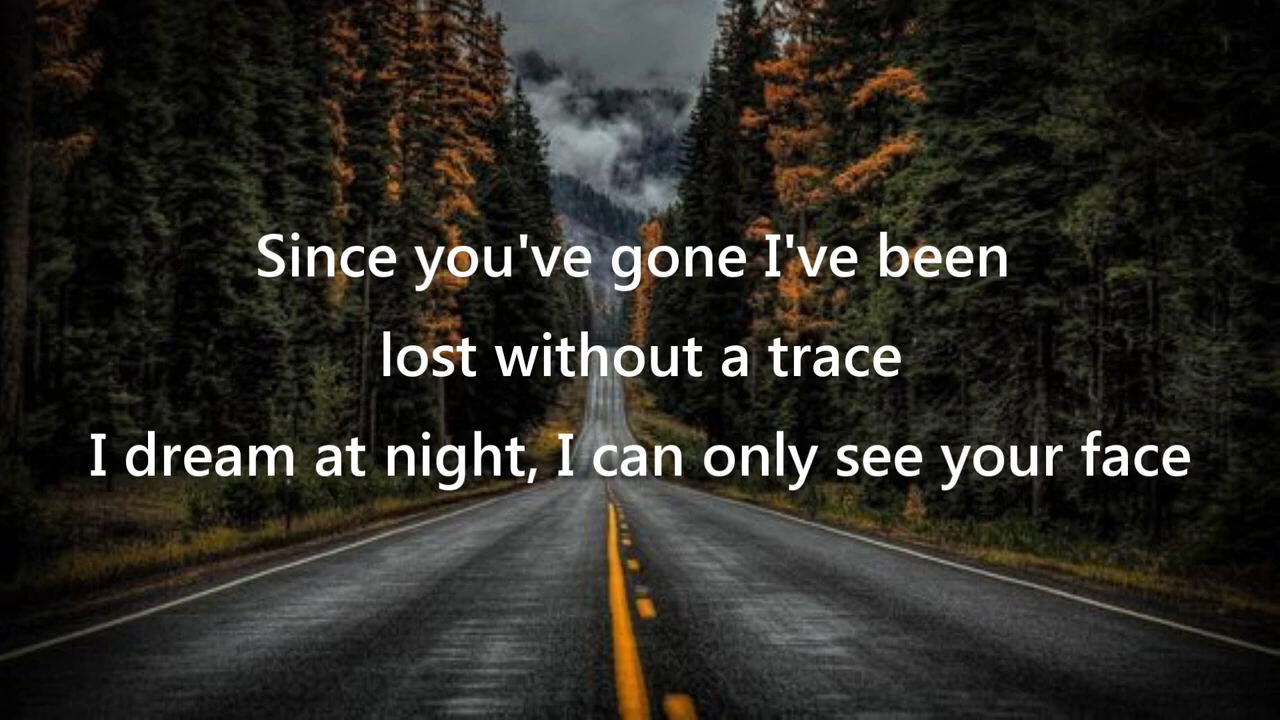 Since you've gone I've been
lost without a trace
I dream at night, I can only see your face